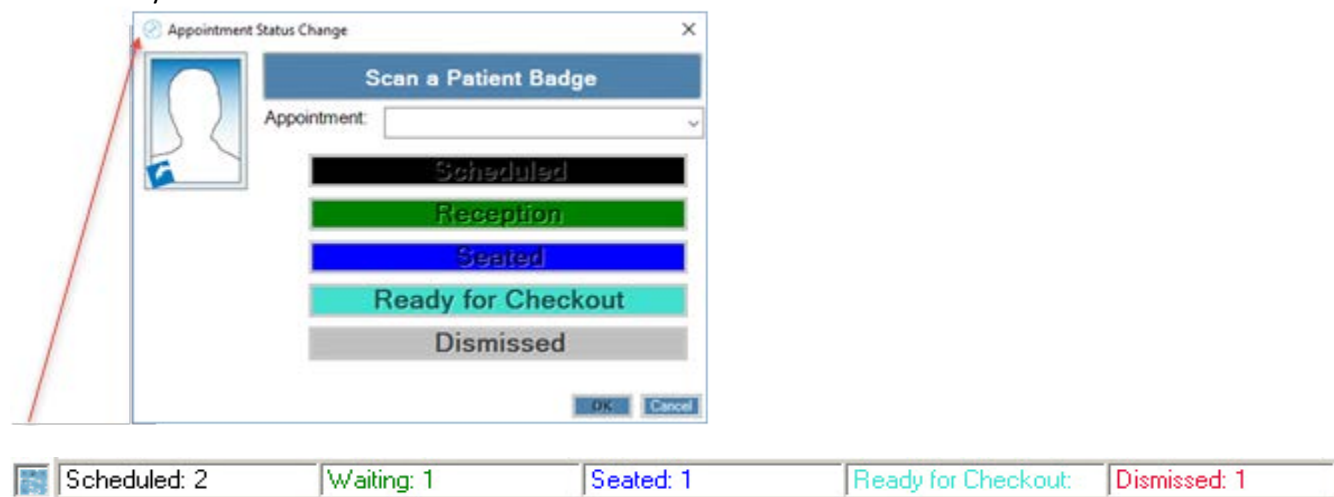 Appointment Status Change
Scan a Patient Badge
Appointment:
Scheduled
Reception
Seated
Ready for Checkout
Dismissed
OK Cancel
Scheduled: 2 Waiting: 1 Seated: 1 Ready for Checkout: Dismissed: 1